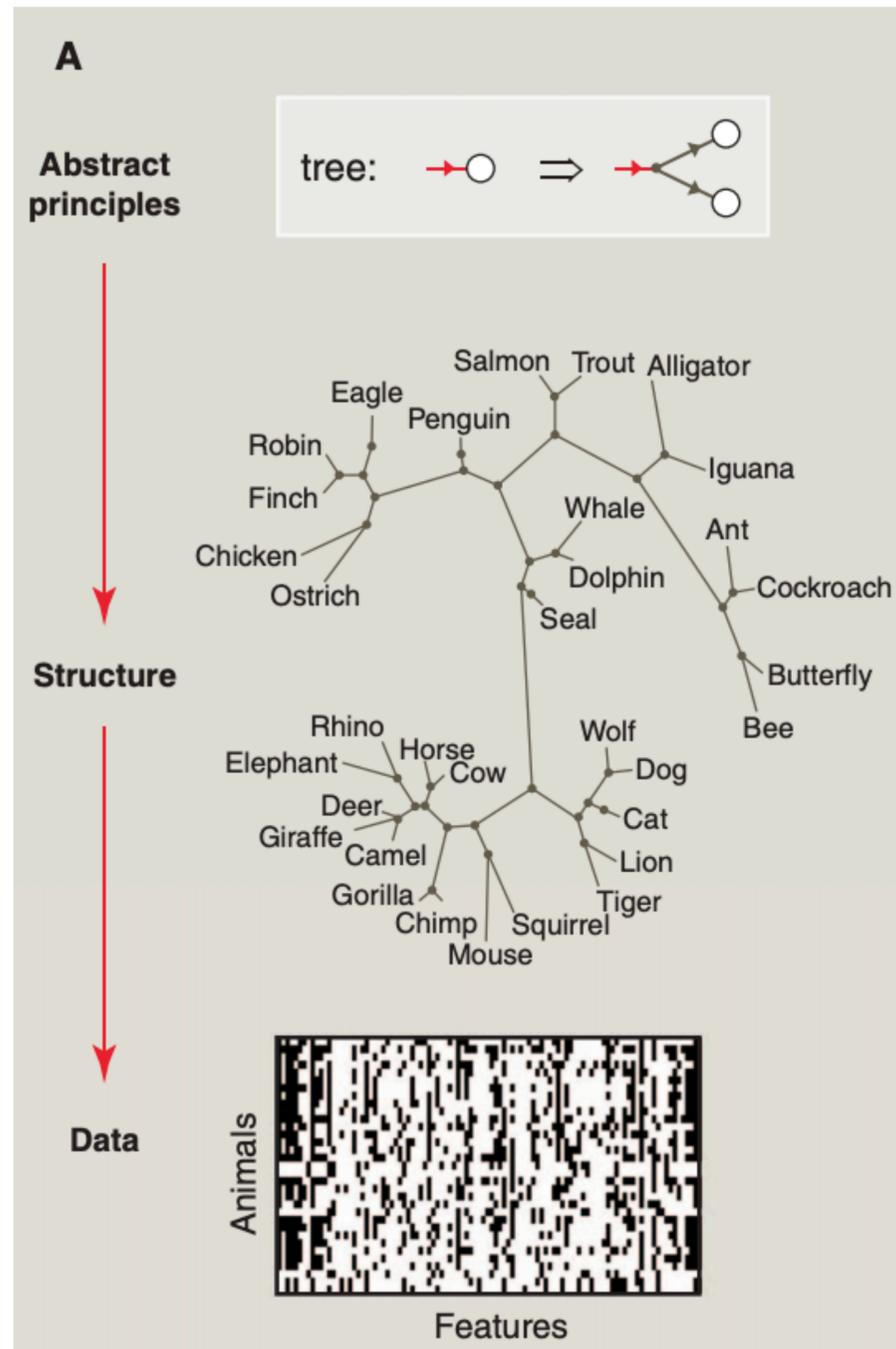 A
Abstract
principles
tree:
Salmon
Trout
Alligator
Eagle
Penguin
Robin
Iguana
Finch
Whale
Ant
Chicken
Dolphin
Cockroach
Ostrich
Seal
Structure
Butterfly
Bee
Rhino
Wolf
Horse
Elephant
Cow
Dog
Deer
Cat
Giraffe
Camel
Lion
Gorilla
Tiger
Chimp
Squirrel
Mouse
Data
Animals
Features